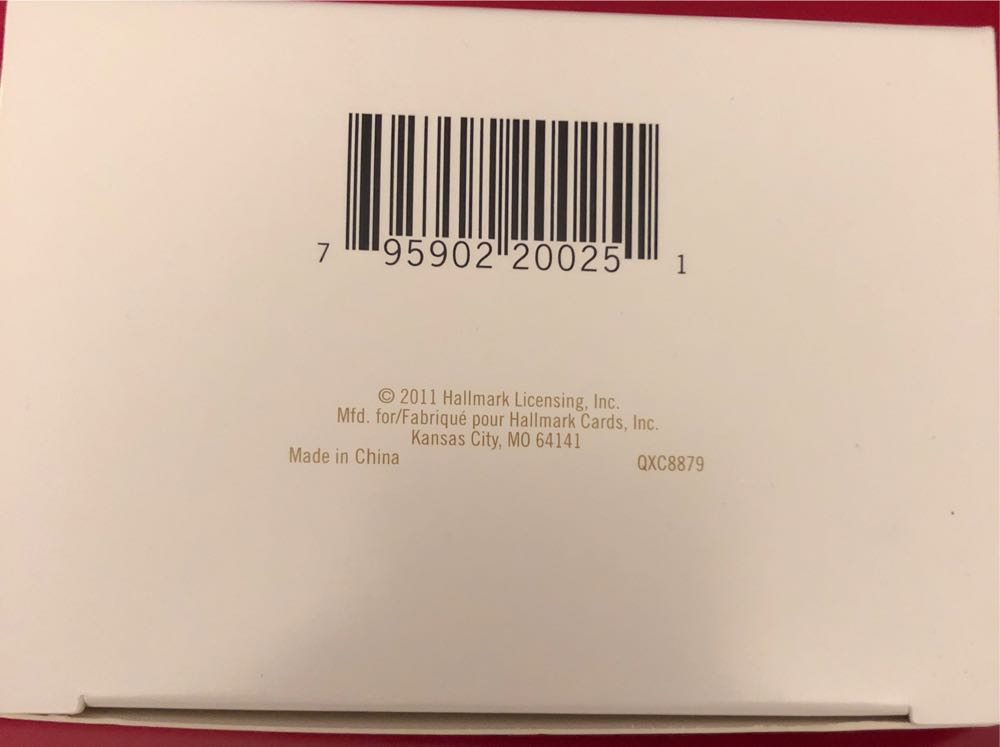 7 95902 20025 1
© 2011 Hallmark Licensing, Inc.
Mfd. for/Fabriqué pour Hallmark Cards, Inc.
Kansas City, MO 64141
Made in China QXC8879